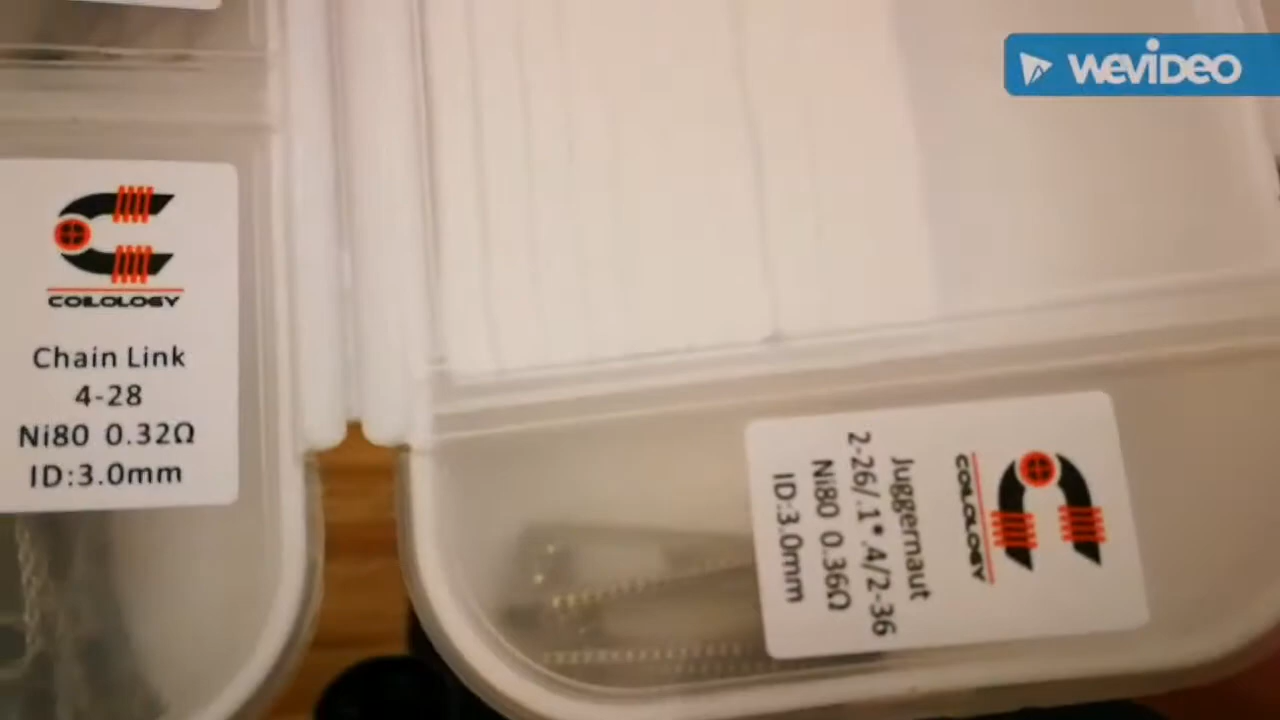 WEVIDEO
COILOLOGY
Chain Link
4-28
Ni80 0.32Ω
ID:3.0mm
COILOLOGY
Juggernaut
2-26/.1*.4/2-36
Ni80 0.36Ω
ID:3.0mm